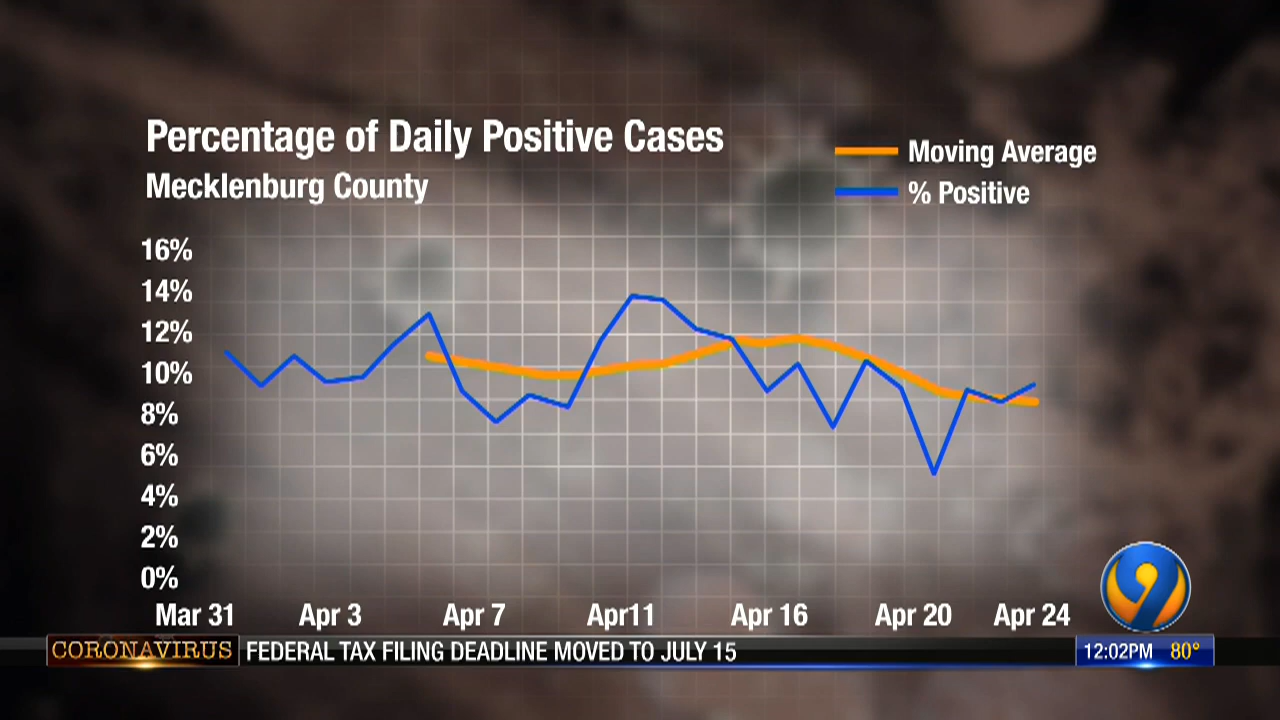 Percentage of Daily Positive Cases
Mecklenburg County
Moving Average
% Positive
16%
14%
12%
10%
8%
6%
4%
2%
0%
Mar 31 Apr 3 Apr 7 Apr11 Apr 16 Apr 20 Apr 24
9
CORONAVIRUS FEDERAL TAX FILING DEADLINE MOVED TO JULY 15 12:02PM 80°